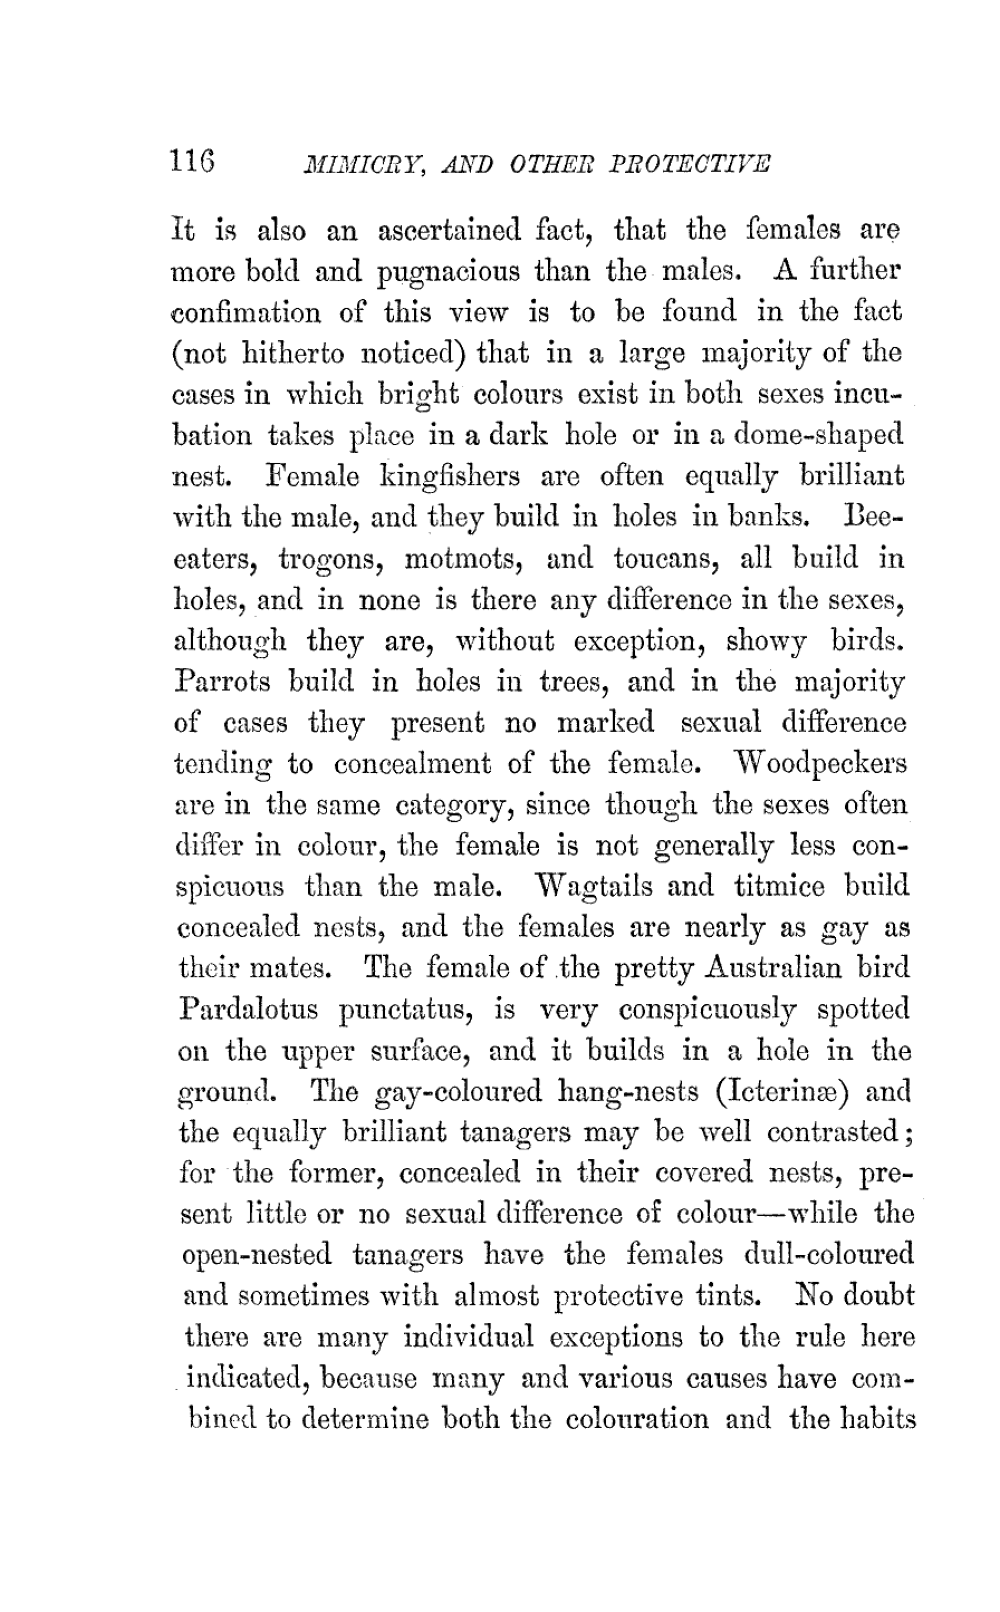 116 MIMICRY, AND OTHER PROTECTIVE
It is also an ascertained fact, that the females are
more bold and pugnacious than the males. A further
confimation of this view is to be found in the fact
(not hitherto noticed) that in a large majority of the
cases in which bright colours exist in both sexes incu-
bation takes place in a dark hole or in a dome-shaped
nest. Female kingfishers are often equally brilliant
with the male, and they build in holes in banks. Bee-
eaters, trogons, motmots, and toucans, all build in
holes, and in none is there any difference in the sexes,
although they are, without exception, showy birds.
Parrots build in holes in trees, and in the majority
of cases they present no marked sexual difference
tending to concealment of the female. Woodpeckers
are in the same category, since though the sexes often
differ in colour, the female is not generally less con-
spicuous than the male. Wagtails and titmice build
concealed nests, and the females are nearly as gay as
their mates. The female of the pretty Australian bird
Pardalotus punctatus, is very conspicuously spotted
on the upper surface, and it builds in a hole in the
ground. The gay-coloured hang-nests (Icterinæ) and
the equally brilliant tanagers may be well contrasted;
for the former, concealed in their covered nests, pre-
sent little or no sexual difference of colour—while the
open-nested tanagers have the females dull-coloured
and sometimes with almost protective tints. No doubt
there are many individual exceptions to the rule here
indicated, because many and various causes have com-
bined to determine both the colouration and the habits